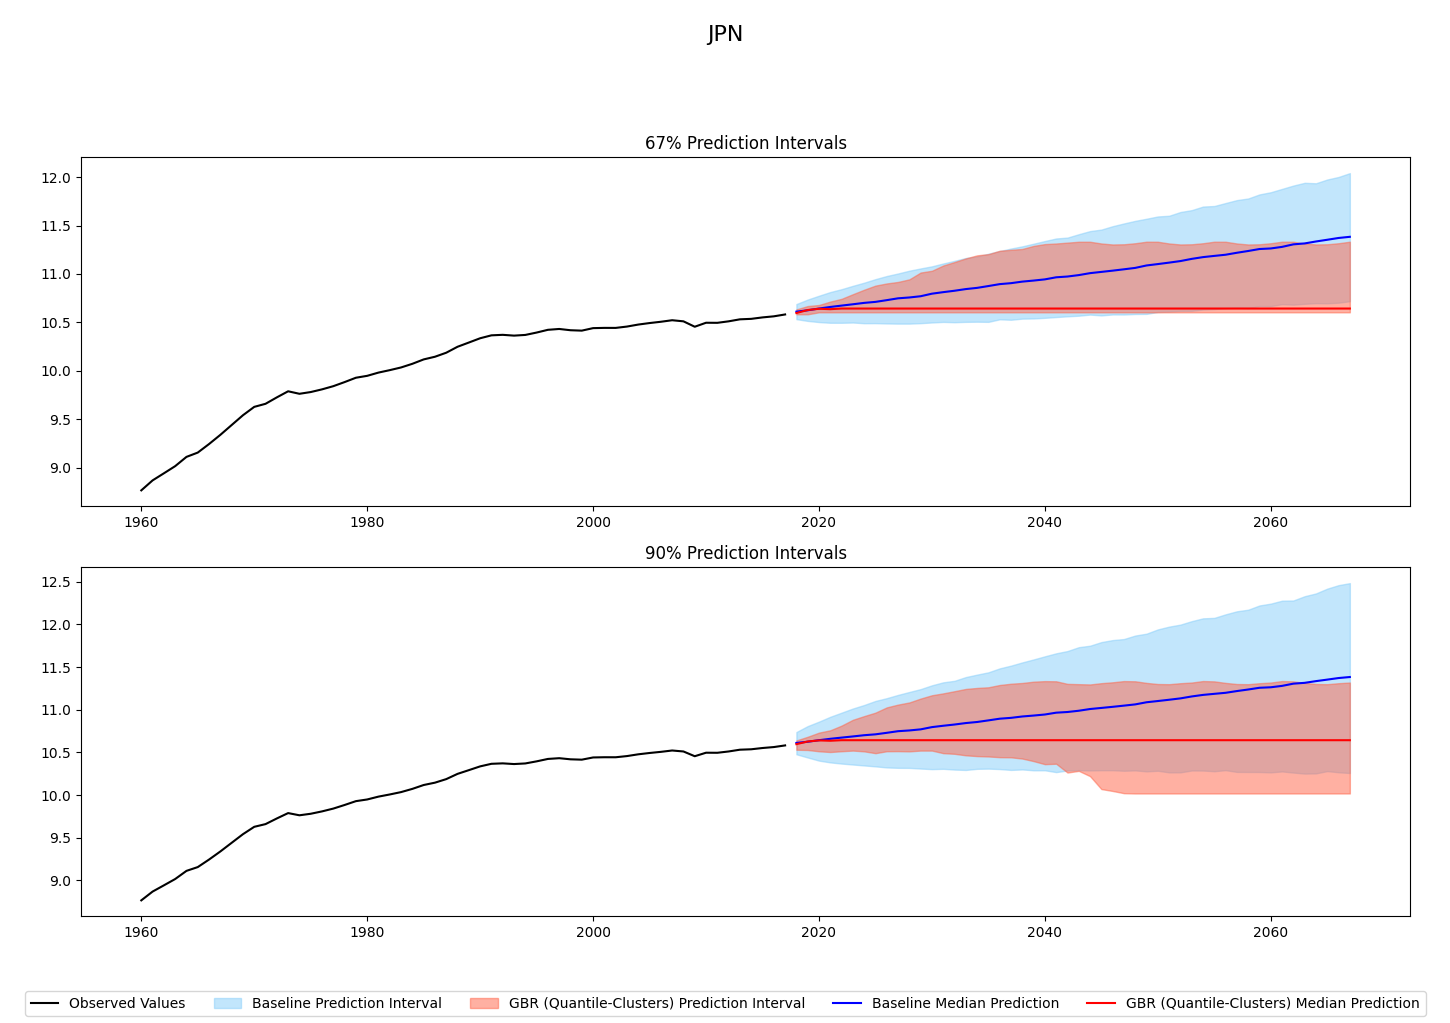 JPN
67% Prediction Intervals
12.0
11.5
11.0
10.5
10.0
9.5
9.0
1960 1980 2000 2020 2040 2060
90% Prediction Intervals
12.5
12.0
11.5
11.0
10.5
10.0
9.5
9.0
1960 1980 2000 2020 2040 2060
Observed Values Baseline Prediction Interval GBR (Quantile-Clusters) Prediction Interval Baseline Median Prediction GBR (Quantile-Clusters) Median Prediction